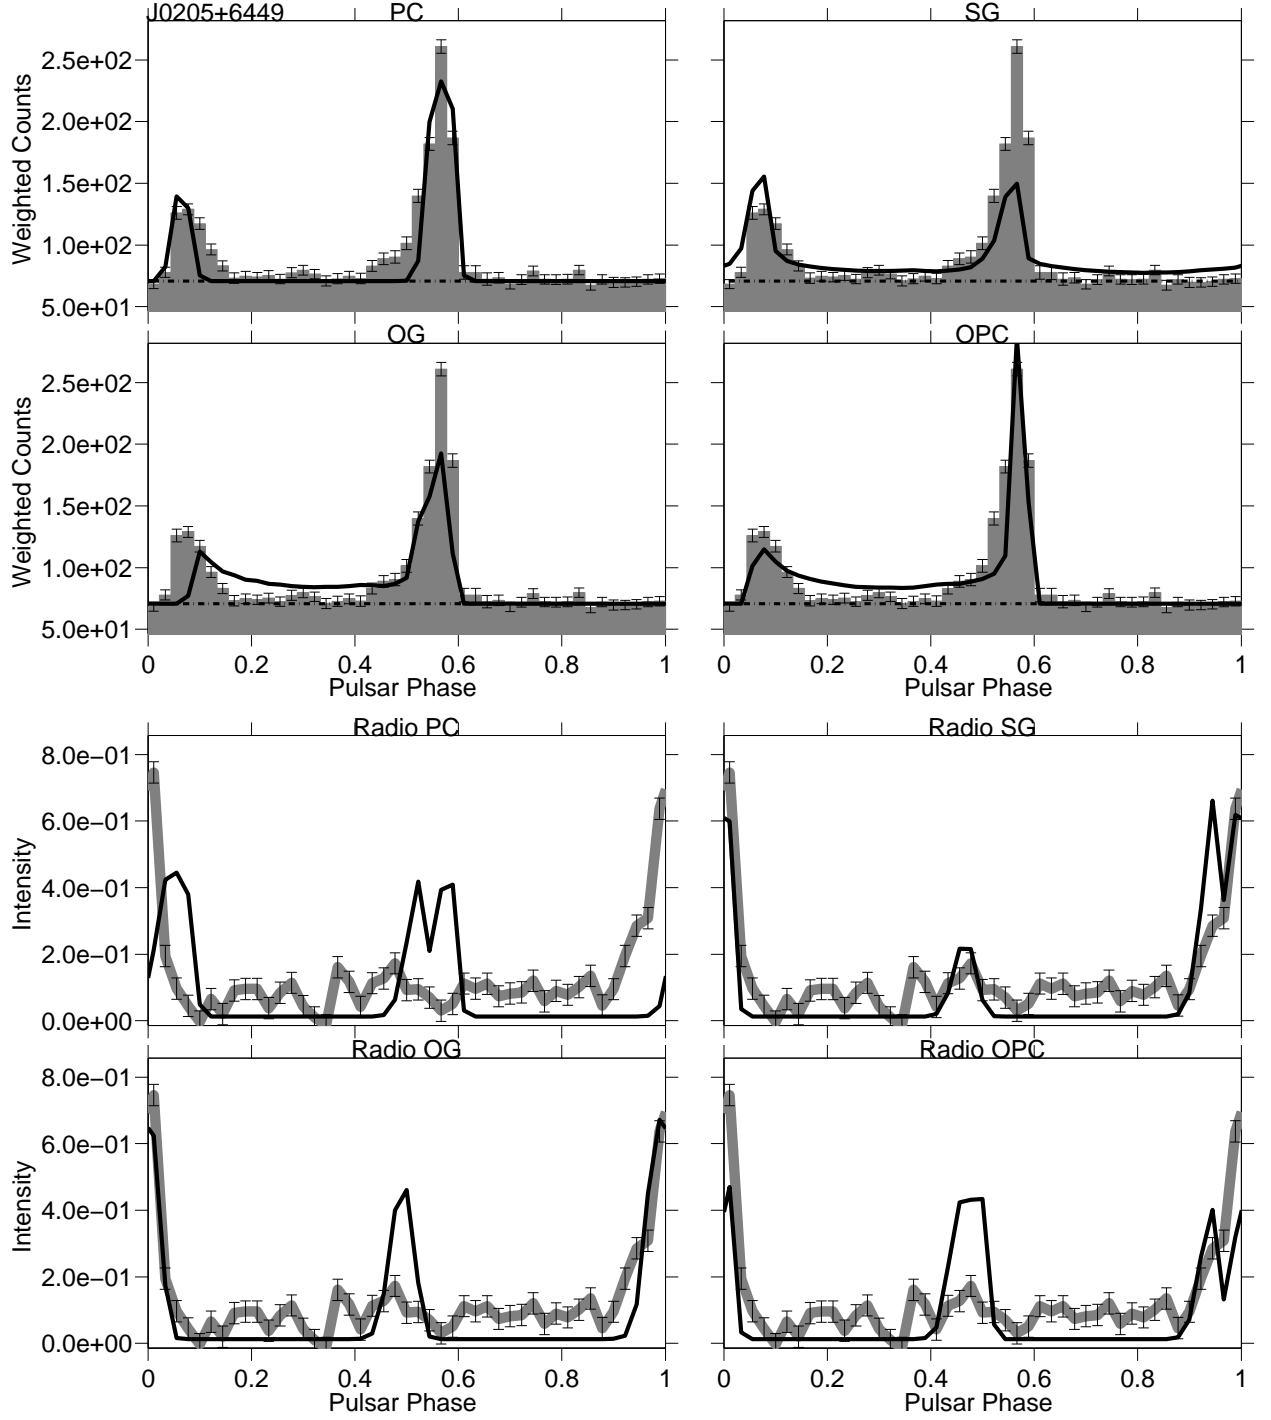 J0205+6449 PC SG
2.5e+02
2.0e+02
1.5e+02
1.0e+02
5.0e+01
Weighted Counts
Weighted Counts
OG OPC
2.5e+02
2.0e+02
1.5e+02
1.0e+02
5.0e+01
Weighted Counts
Weighted Counts
0 0.2 0.4 0.6 0.8 1 0 0.2 0.4 0.6 0.8 1
Pulsar Phase Pulsar Phase
Radio PC Radio SG
8.0e−01
6.0e−01
4.0e−01
2.0e−01
0.0e+00
Intensity
Radio OG Radio OPC
8.0e−01
6.0e−01
4.0e−01
2.0e−01
0.0e+00
Intensity
0 0.2 0.4 0.6 0.8 1 0 0.2 0.4 0.6 0.8 1
Pulsar Phase Pulsar Phase